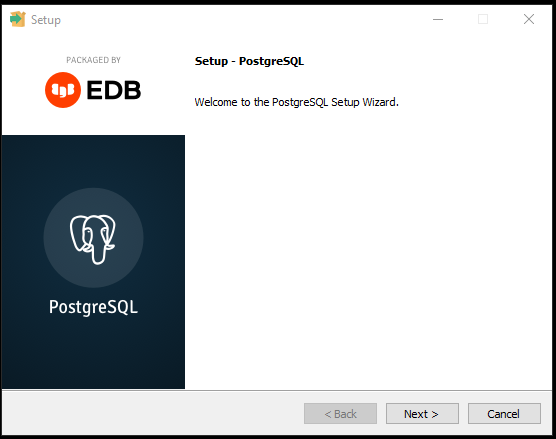 Setup
PACKAGED BY
EDB
Setup - PostgreSQL
Welcome to the PostgreSQL Setup Wizard.
PostgreSQL
< Back
Next >
Cancel